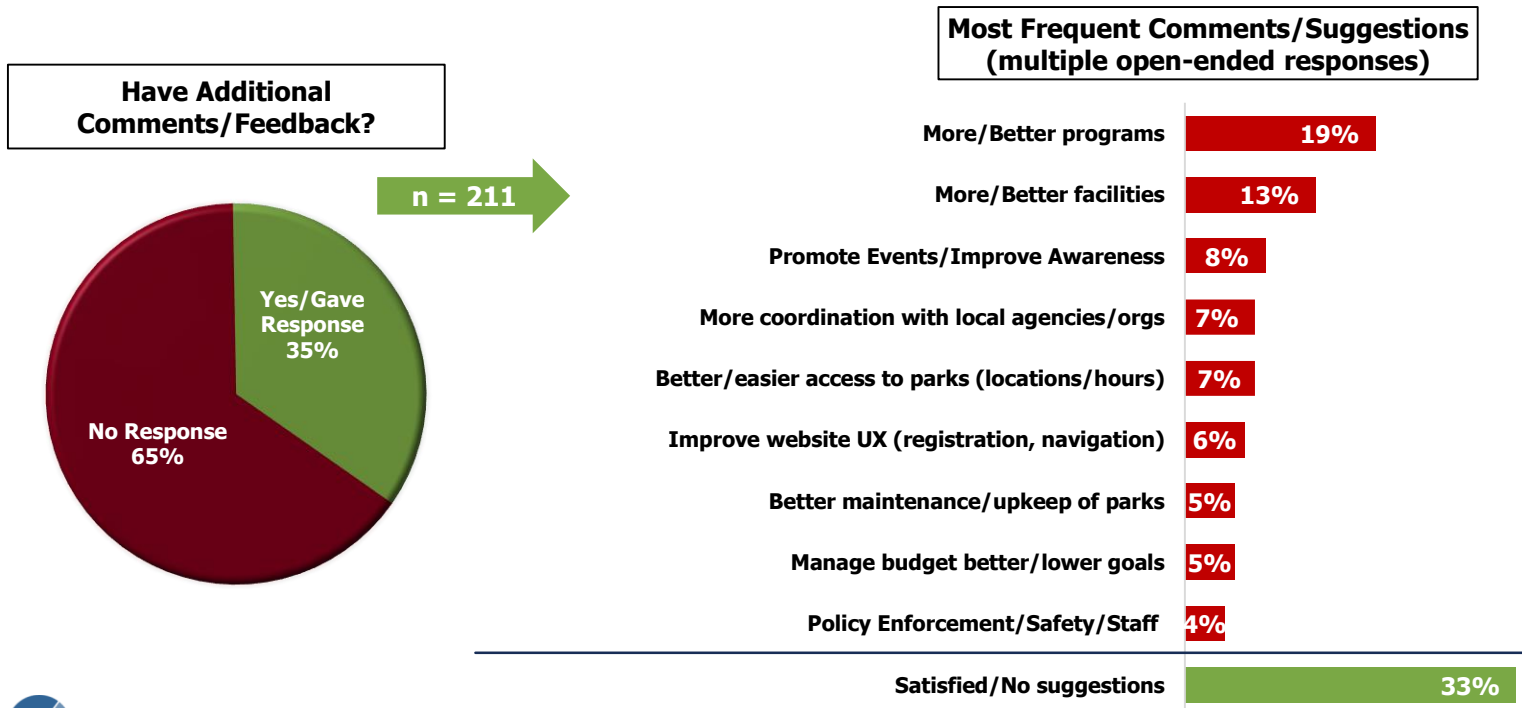 Have Additional
Comments/Feedback?
n = 211
Yes/Gave
Response
35%
No Response
65%
Most Frequent Comments/Suggestions
(multiple open-ended responses)
More/Better programs 19%
More/Better facilities 13%
Promote Events/Improve Awareness 8%
More coordination with local agencies/orgs 7%
Better/easier access to parks (locations/hours) 7%
Improve website UX (registration, navigation) 6%
Better maintenance/upkeep of parks 5%
Manage budget better/lower goals 5%
Policy Enforcement/Safety/Staff 4%
Satisfied/No suggestions 33%